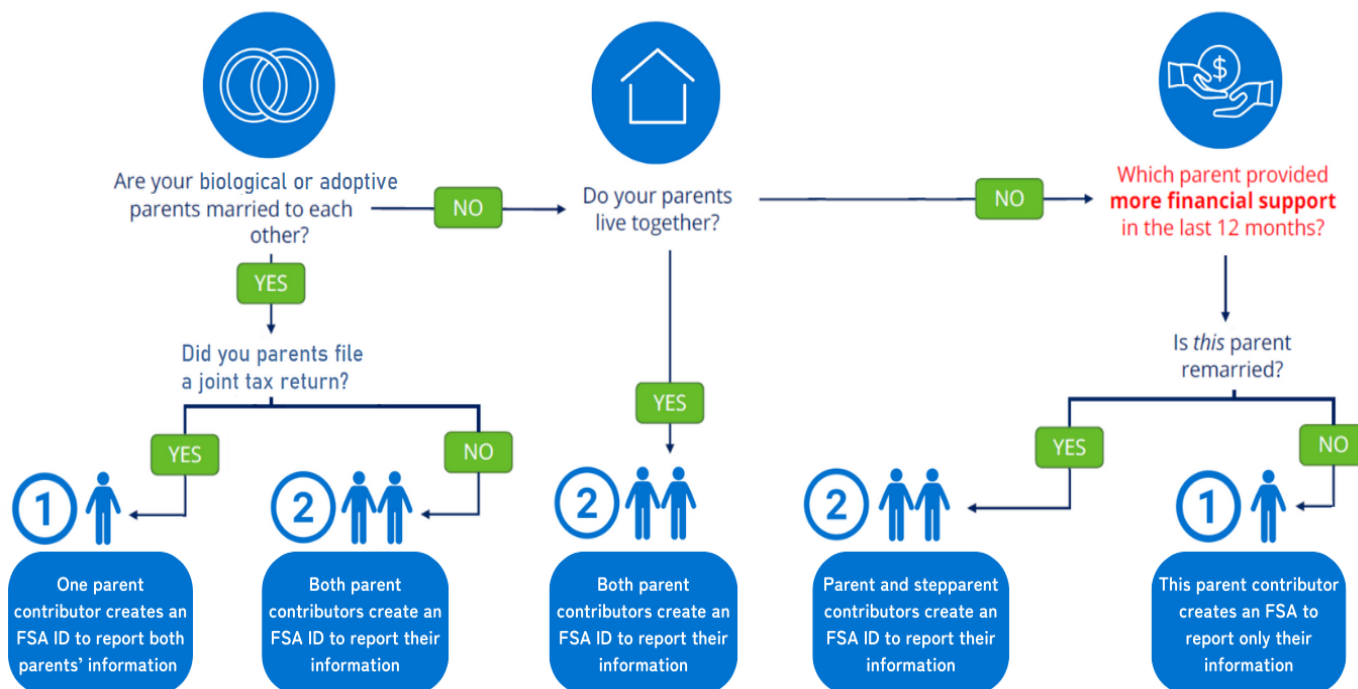 $
Are your biological or adoptive
parents married to each
other?
NO
Do your parents
live together?
NO
Which parent provided
more financial support
in the last 12 months?
YES
Did you parents file
a joint tax return?
YES
NO
YES
Is this parent
remarried?
YES
NO
1
2
2
2
1
One parent
contributor creates an
FSA ID to report both
parents' information
Both parent
contributors create an
FSA ID to report their
information
Both parent
contributors create an
FSA ID to report their
information
Parent and stepparent
contributors create an
FSA ID to report their
information
This parent contributor
creates an FSA to
report only their
information